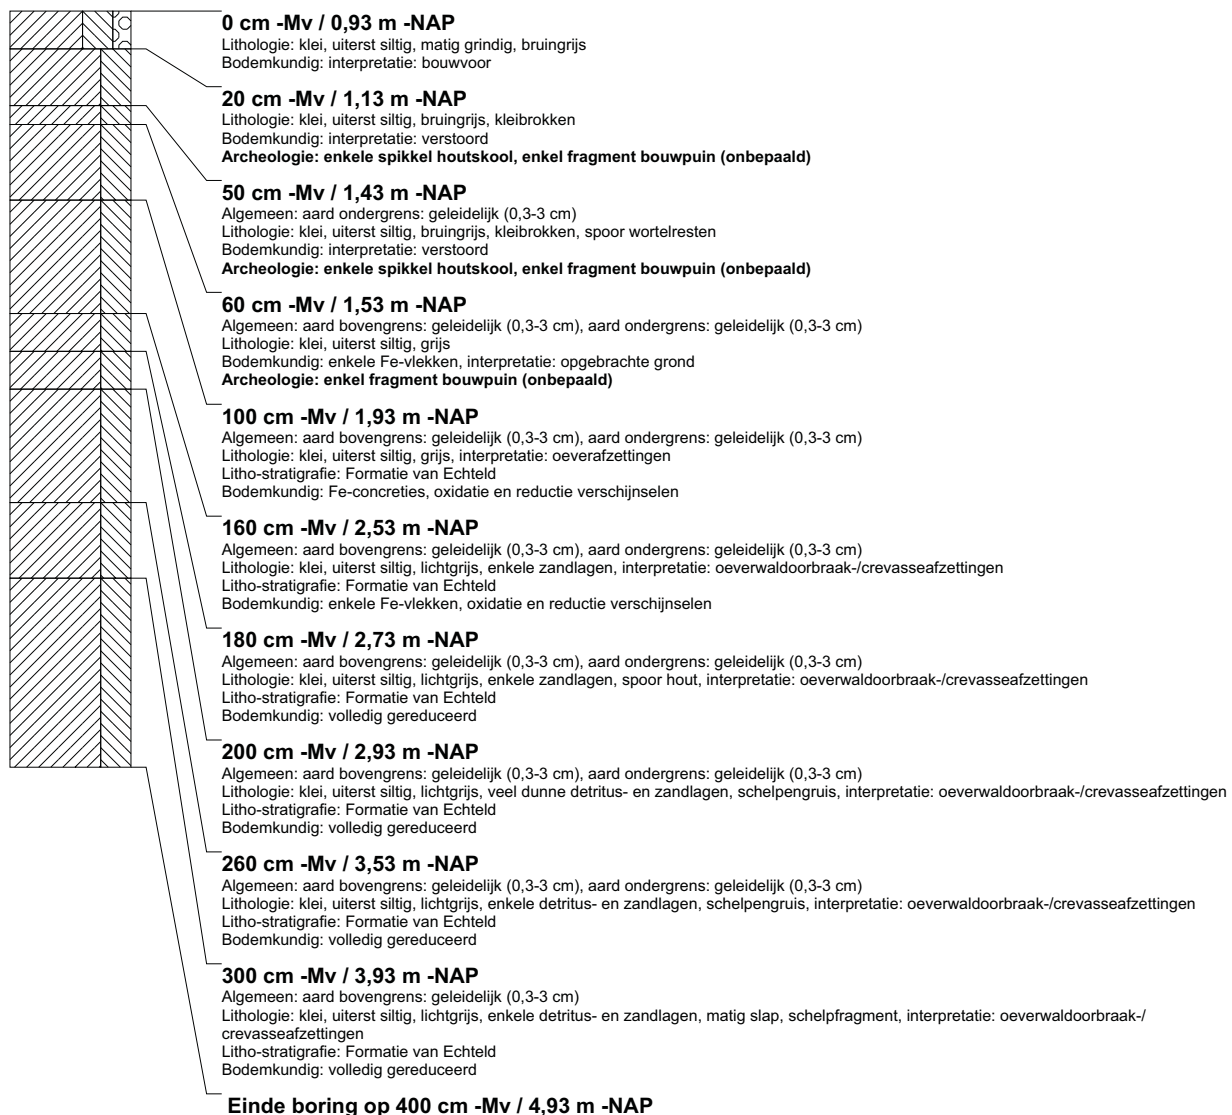 0 cm -Mv / 0,93 m -NAP
Lithologie: klei, uiterst siltig, matig grindig, bruingrijs
Bodemkundig: interpretatie: bouwvoor
20 cm -Mv / 1,13 m -NAP
Lithologie: klei, uiterst siltig, bruingrijs, kleibrokken
Bodemkundig: interpretatie: verstoord
Archeologie: enkele spikkel houtskool, enkel fragment bouwpuin (onbepaald)
50 cm -Mv / 1,43 m -NAP
Algemeen: aard ondergrens: geleidelijk (0,3-3 cm)
Lithologie: klei, uiterst siltig, bruingrijs, kleibrokken, spoor wortelresten
Bodemkundig: interpretatie: verstoord
Archeologie: enkele spikkel houtskool, enkel fragment bouwpuin (onbepaald)
60 cm -Mv / 1,53 m -NAP
Algemeen: aard bovengrens: geleidelijk (0,3-3 cm), aard ondergrens: geleidelijk (0,3-3 cm)
Lithologie: klei, uiterst siltig, grijs
Bodemkundig: enkele Fe-vlekken, interpretatie: opgebrachte grond
Archeologie: enkel fragment bouwpuin (onbepaald)
100 cm -Mv / 1,93 m -NAP
Algemeen: aard bovengrens: geleidelijk (0,3-3 cm), aard ondergrens: geleidelijk (0,3-3 cm)
Lithologie: klei, uiterst siltig, grijs, interpretatie: oeverafzettingen
Litho-stratigrafie: Formatie van Echteld
Bodemkundig: Fe-concreties, oxidatie en reductie verschijnselen
160 cm -Mv / 2,53 m -NAP
Algemeen: aard bovengrens: geleidelijk (0,3-3 cm), aard ondergrens: geleidelijk (0,3-3 cm)
Lithologie: klei, uiterst siltig, lichtgrijs, enkele zandlagen, interpretatie: oeverwaldoorbraak-/crevasseafzettingen
Litho-stratigrafie: Formatie van Echteld
Bodemkundig: enkele Fe-vlekken, oxidatie en reductie verschijnselen
180 cm -Mv / 2,73 m -NAP
Algemeen: aard bovengrens: geleidelijk (0,3-3 cm), aard ondergrens: geleidelijk (0,3-3 cm)
Lithologie: klei, uiterst siltig, lichtgrijs, enkele zandlagen, spoor hout, interpretatie: oeverwaldoorbraak-/crevasseafzettingen
Litho-stratigrafie: Formatie van Echteld
Bodemkundig: volledig gereduceerd
200 cm -Mv / 2,93 m -NAP
Algemeen: aard bovengrens: geleidelijk (0,3-3 cm), aard ondergrens: geleidelijk (0,3-3 cm)
Lithologie: klei, uiterst siltig, lichtgrijs, veel dunne detritus- en zandlagen, schelpengruis, interpretatie: oeverwaldoorbraak-/crevasseafzettingen
Litho-stratigrafie: Formatie van Echteld
Bodemkundig: volledig gereduceerd
260 cm -Mv / 3,53 m -NAP
Algemeen: aard bovengrens: geleidelijk (0,3-3 cm), aard ondergrens: geleidelijk (0,3-3 cm)
Lithologie: klei, uiterst siltig, lichtgrijs, enkele detritus- en zandlagen, schelpengruis, interpretatie: oeverwaldoorbraak-/crevasseafzettingen
Litho-stratigrafie: Formatie van Echteld
Bodemkundig: volledig gereduceerd
300 cm -Mv / 3,93 m -NAP
Algemeen: aard bovengrens: geleidelijk (0,3-3 cm)
Lithologie: klei, uiterst siltig, lichtgrijs, enkele detritus- en zandlagen, matig slap, schelpfragment, interpretatie: oeverwaldoorbraak-/
crevasseafzettingen
Litho-stratigrafie: Formatie van Echteld
Bodemkundig: volledig gereduceerd
Einde boring op 400 cm -Mv / 4,93 m -NAP